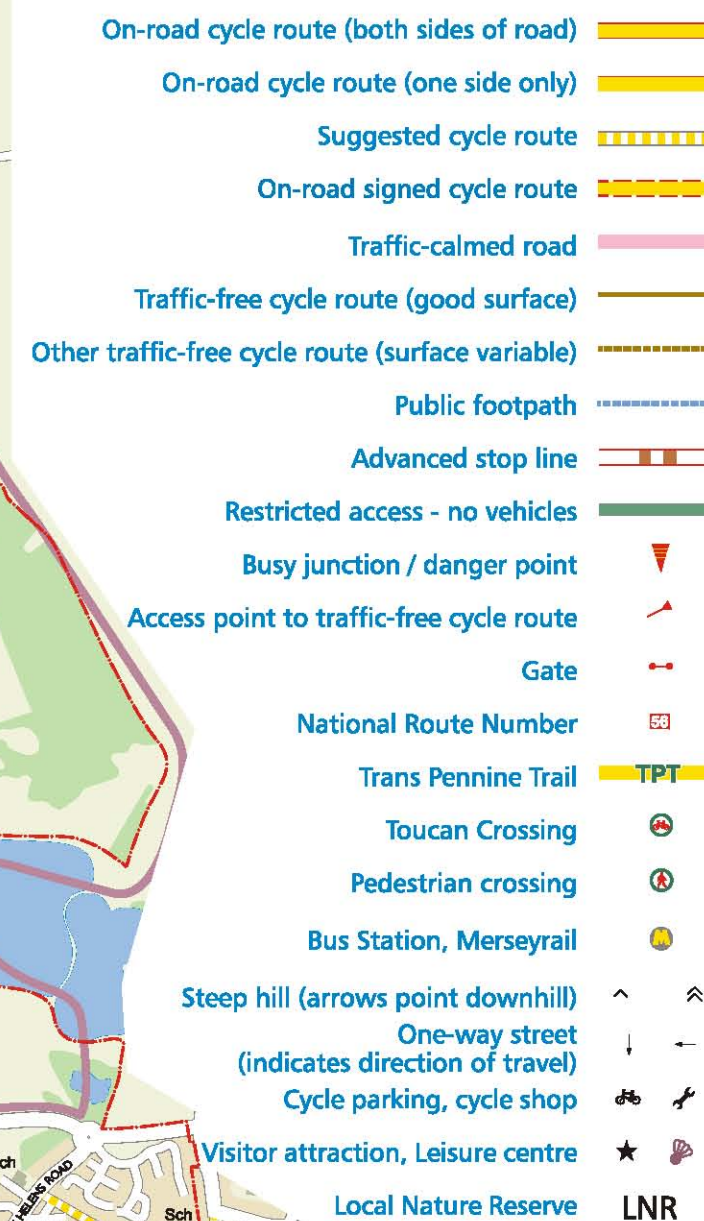 On-road cycle route (both sides of road)
On-road cycle route (one side only)
Suggested cycle route
On-road signed cycle route
Traffic-calmed road
Traffic-free cycle route (good surface)
Other traffic-free cycle route (surface variable)
Public footpath
Advanced stop line
Restricted access - no vehicles
Busy junction / danger point
Access point to traffic-free cycle route
Gate
National Route Number 56
Trans Pennine Trail TPT
Toucan Crossing
Pedestrian crossing
Bus Station, Merseyrail M
Steep hill (arrows point downhill)
One-way street
(indicates direction of travel)
Cycle parking, cycle shop
Visitor attraction, Leisure centre
Local Nature Reserve LNR
ch
HELENS ROAD
Sch